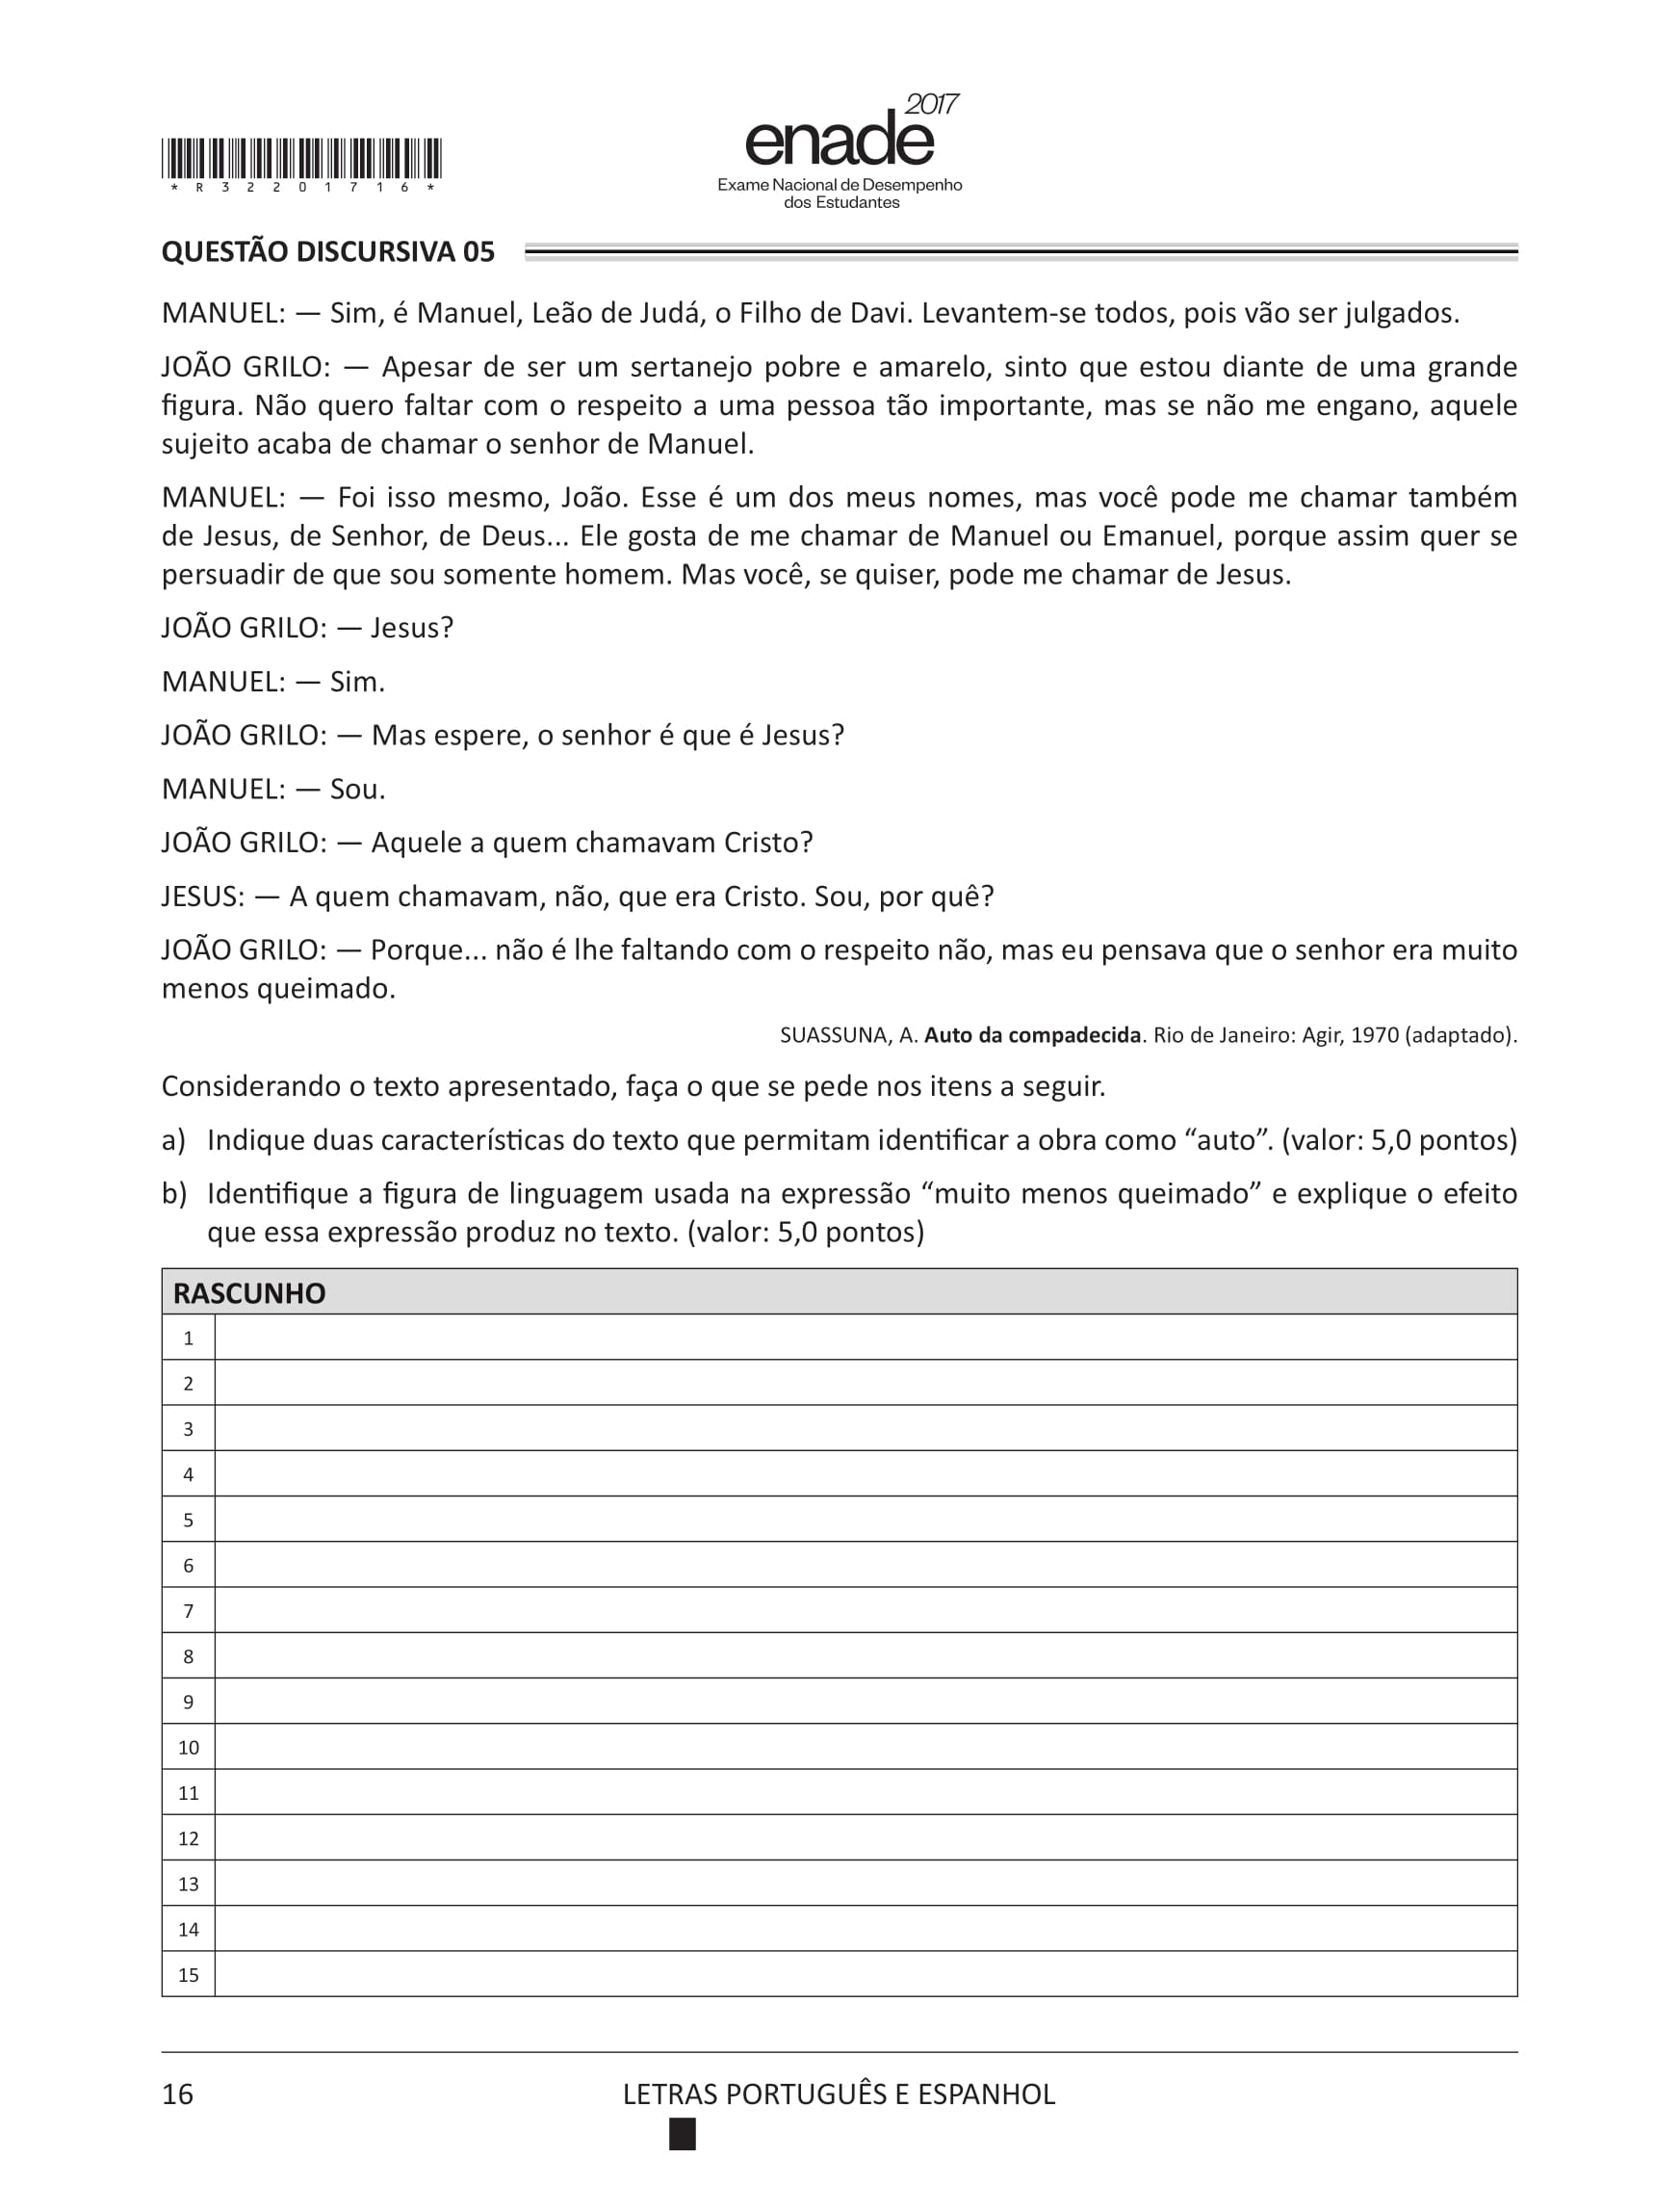 2017
enade
Exame Nacional de Desempenho
dos Estudantes
* R 3 2 2 0 1 7 1 6 *
QUESTÃO DISCURSIVA 05
MANUEL: — Sim, é Manuel, Leão de Judá, o Filho de Davi. Levantem-se todos, pois vão ser julgados.
JOÃO GRILO: — Apesar de ser um sertanejo pobre e amarelo, sinto que estou diante de uma grande
figura. Não quero faltar com o respeito a uma pessoa tão importante, mas se não me engano, aquele
sujeito acaba de chamar o senhor de Manuel.
MANUEL: — Foi isso mesmo, João. Esse é um dos meus nomes, mas você pode me chamar também
de Jesus, de Senhor, de Deus... Ele gosta de me chamar de Manuel ou Emanuel, porque assim quer se
persuadir de que sou somente homem. Mas você, se quiser, pode me chamar de Jesus.
JOÃO GRILO: — Jesus?
MANUEL: — Sim.
JOÃO GRILO: — Mas espere, o senhor é que é Jesus?
MANUEL: — Sou.
JOÃO GRILO: — Aquele a quem chamavam Cristo?
JESUS: — A quem chamavam, não, que era Cristo. Sou, por quê?
JOÃO GRILO: — Porque... não é lhe faltando com o respeito não, mas eu pensava que o senhor era muito
menos queimado.
SUASSUNA, A. Auto da compadecida. Rio de Janeiro: Agir, 1970 (adaptado).
Considerando o texto apresentado, faça o que se pede nos itens a seguir.
a) Indique duas características do texto que permitam identificar a obra como “auto”. (valor: 5,0 pontos)
b) Identifique a figura de linguagem usada na expressão “muito menos queimado” e explique o efeito
que essa expressão produz no texto. (valor: 5,0 pontos)
RASCUNHO
1
2
3
4
5
6
7
8
9
10
11
12
13
14
15
16
LETRAS PORTUGUÊS E ESPANHOL